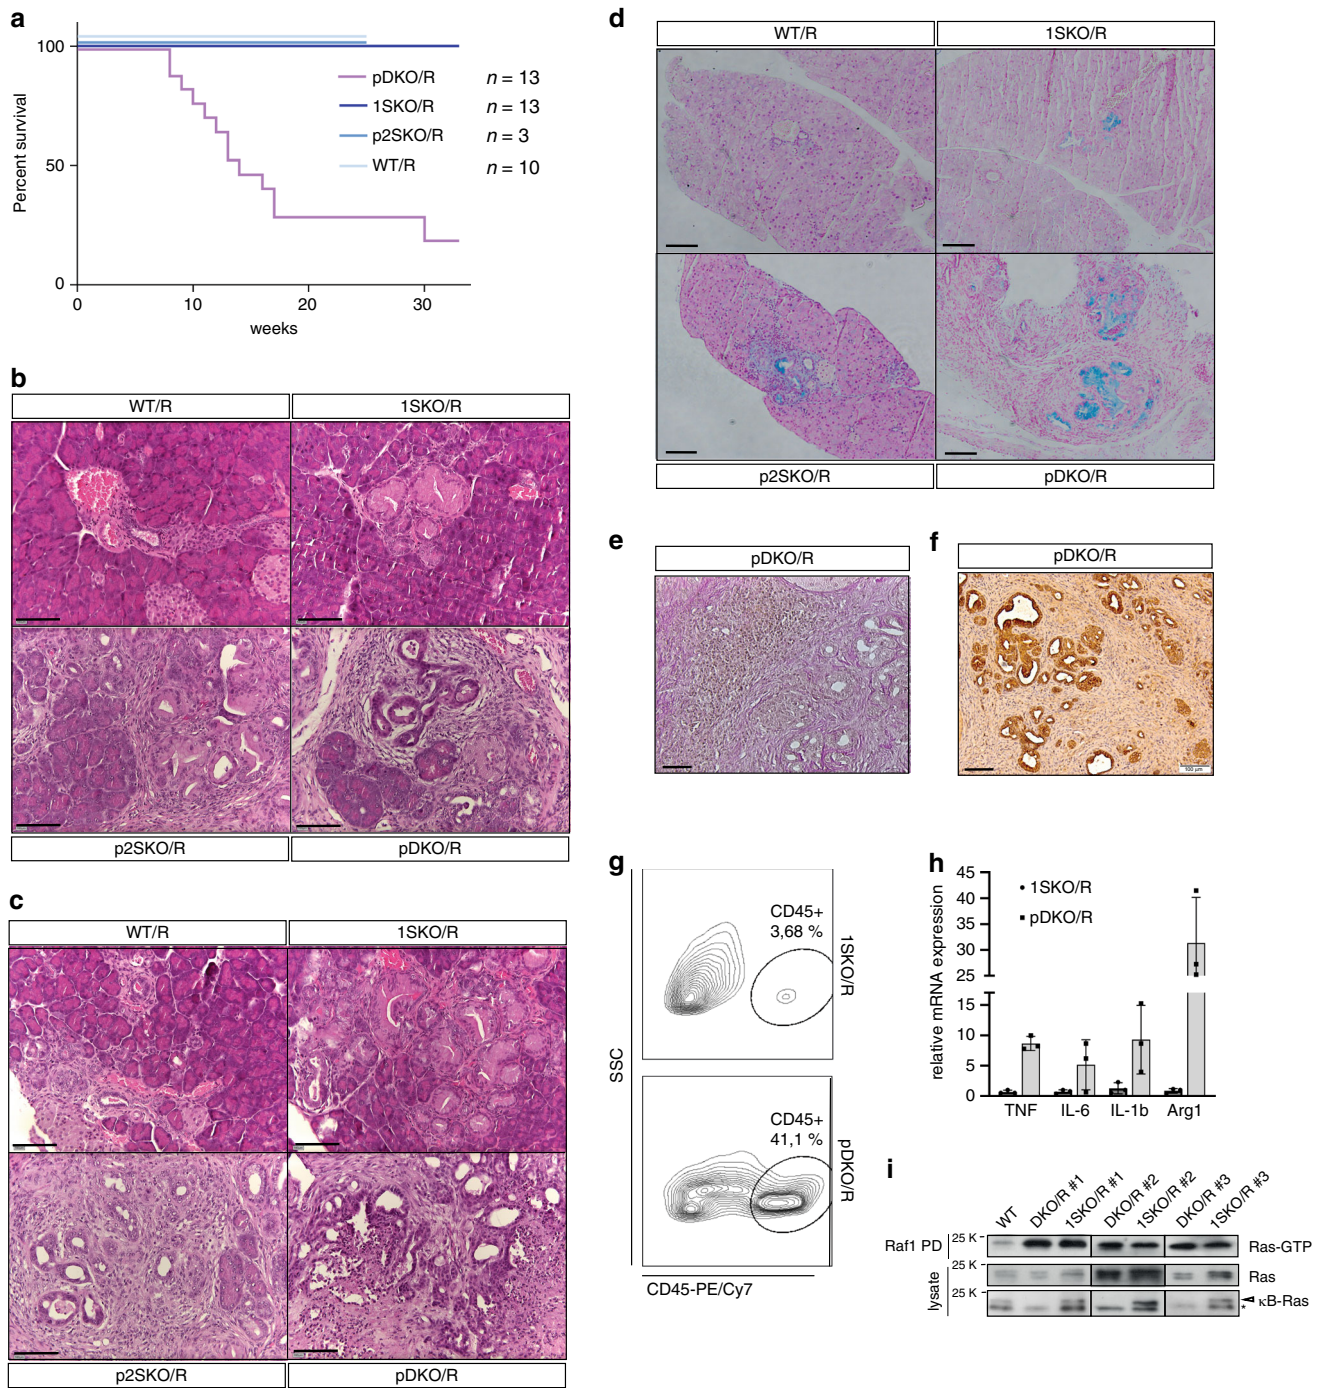 a
100
50
0
Percent survival
0 10 20 30
weeks
pDKO/R n = 13
1SKO/R n = 13
p2SKO/R n = 3
WT/R n = 10
b
WT/R 1SKO/R
p2SKO/R pDKO/R
c
WT/R 1SKO/R
p2SKO/R pDKO/R
d
WT/R 1SKO/R
p2SKO/R pDKO/R
e
pDKO/R
f
pDKO/R
100 µm
g
CD45+
3,68 %
1SKO/R
SSC
CD45+
41,1 %
pDKO/R
CD45-PE/Cy7
h
45
40
35
30
25
15
10
5
0
relative mRNA expression
1SKO/R
pDKO/R
TNF IL-6 IL-1b Arg1
i
WT DKO/R #1 1SKO/R #1 DKO/R #2 1SKO/R #2 DKO/R #3 1SKO/R #3
Raf1 PD 25 K Ras-GTP
lysate
25 K Ras
25 K κB-Ras
*